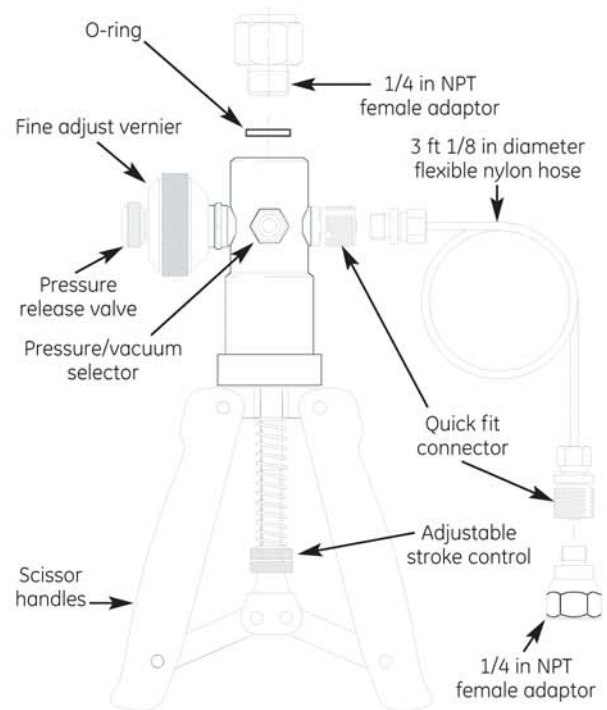 O-ring
1/4 in NPT
female adaptor
Fine adjust vernier
3 ft 1/8 in diameter
flexible nylon hose
Pressure
release valve
Pressure/vacuum
selector
Quick fit
connector
Adjustable
stroke control
Scissor
handles
1/4 in NPT
female adaptor